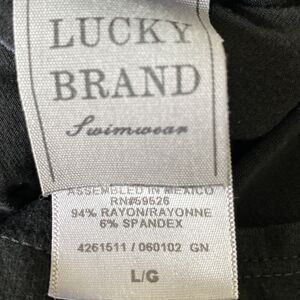 LUCKY
BRAND
Swimwear
ASSEMBLED IN MEXICO
RN#59526
94% RAYON/RAYONNE
6% SPANDEX
4261511 / 060102 GN
L/G